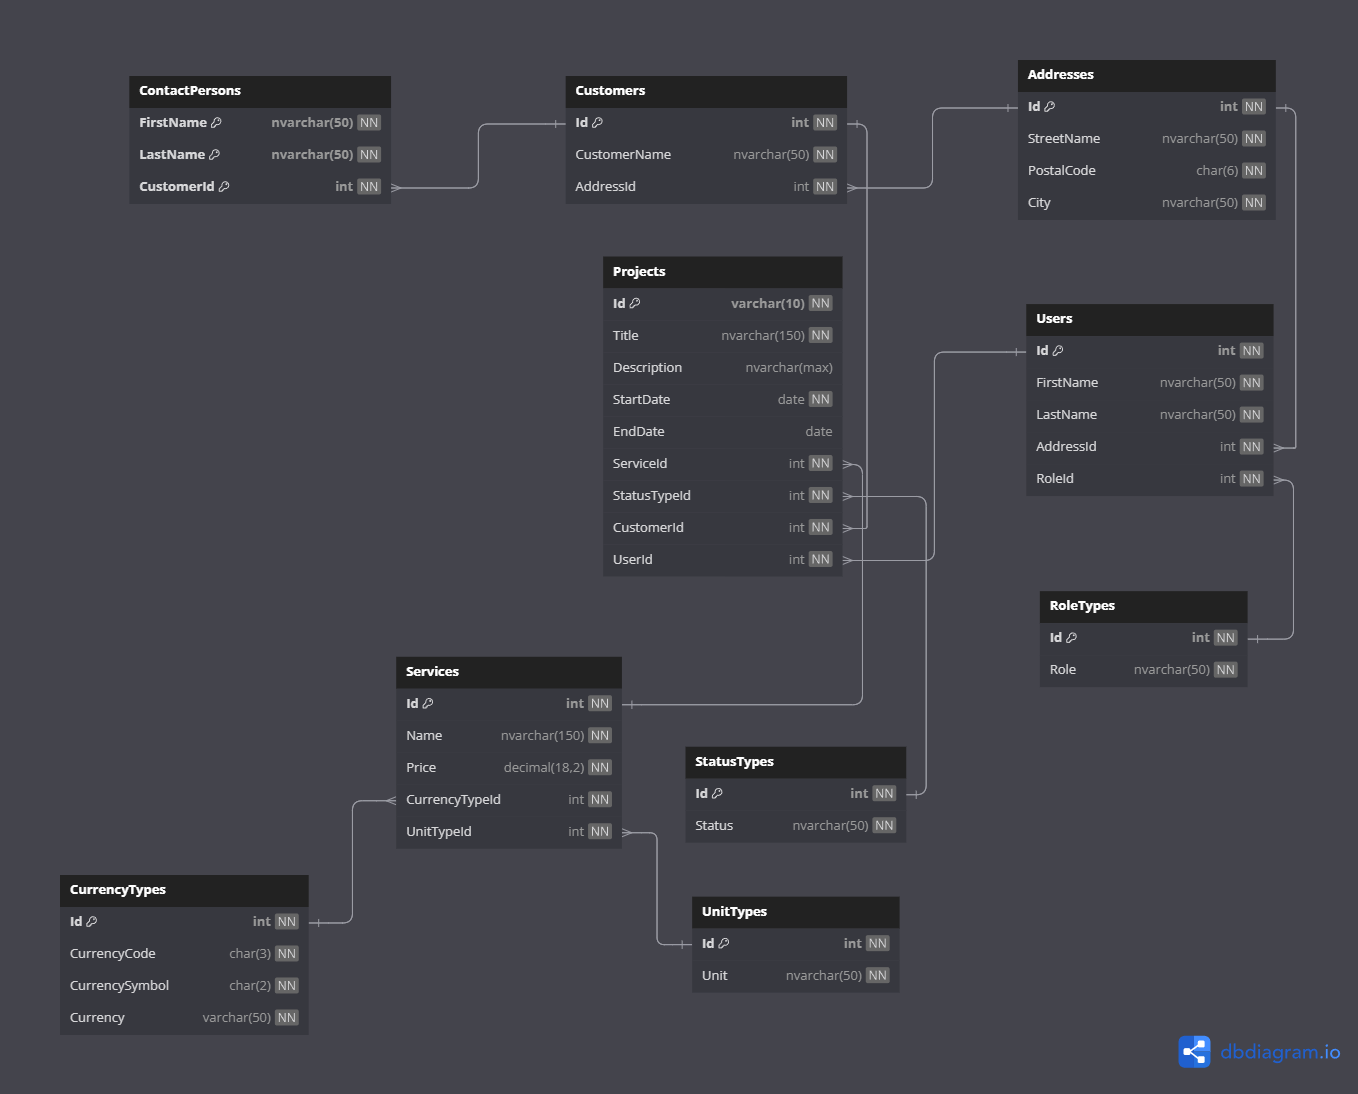 ContactPersons
FirstName nvarchar(50) NN
LastName nvarchar(50) NN
CustomerId int NN
Customers
Id int NN
CustomerName nvarchar(50) NN
AddressId int NN
Addresses
Id int NN
StreetName nvarchar(50) NN
PostalCode char(6) NN
City nvarchar(50) NN
Projects
Id varchar(10) NN
Title nvarchar(150) NN
Description nvarchar(max)
StartDate date NN
EndDate date
ServiceId int NN
StatusTypeId int NN
CustomerId int NN
UserId int NN
Users
Id int NN
FirstName nvarchar(50) NN
LastName nvarchar(50) NN
AddressId int NN
RoleId int NN
RoleTypes
Id int NN
Role nvarchar(50) NN
Services
Id int NN
Name nvarchar(150) NN
Price decimal(18,2) NN
CurrencyTypeId int NN
UnitTypeId int NN
StatusTypes
Id int NN
Status nvarchar(50) NN
CurrencyTypes
Id int NN
CurrencyCode char(3) NN
CurrencySymbol char(2) NN
Currency varchar(50) NN
UnitTypes
Id int NN
Unit nvarchar(50) NN
dbdiagram.io